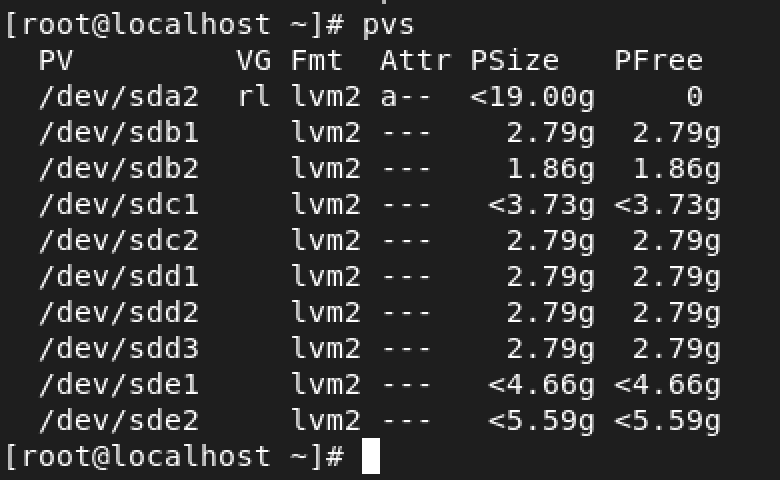 [root@localhost ~]# pvs
  PV         VG Fmt  Attr PSize   PFree
  /dev/sda2  rl lvm2 a--  <19.00g     0
  /dev/sdb1     lvm2 ---    2.79g  2.79g
  /dev/sdb2     lvm2 ---    1.86g  1.86g
  /dev/sdc1     lvm2 ---   <3.73g <3.73g
  /dev/sdc2     lvm2 ---    2.79g  2.79g
  /dev/sdd1     lvm2 ---    2.79g  2.79g
  /dev/sdd2     lvm2 ---    2.79g  2.79g
  /dev/sdd3     lvm2 ---    2.79g  2.79g
  /dev/sde1     lvm2 ---   <4.66g <4.66g
  /dev/sde2     lvm2 ---   <5.59g <5.59g
[root@localhost ~]#